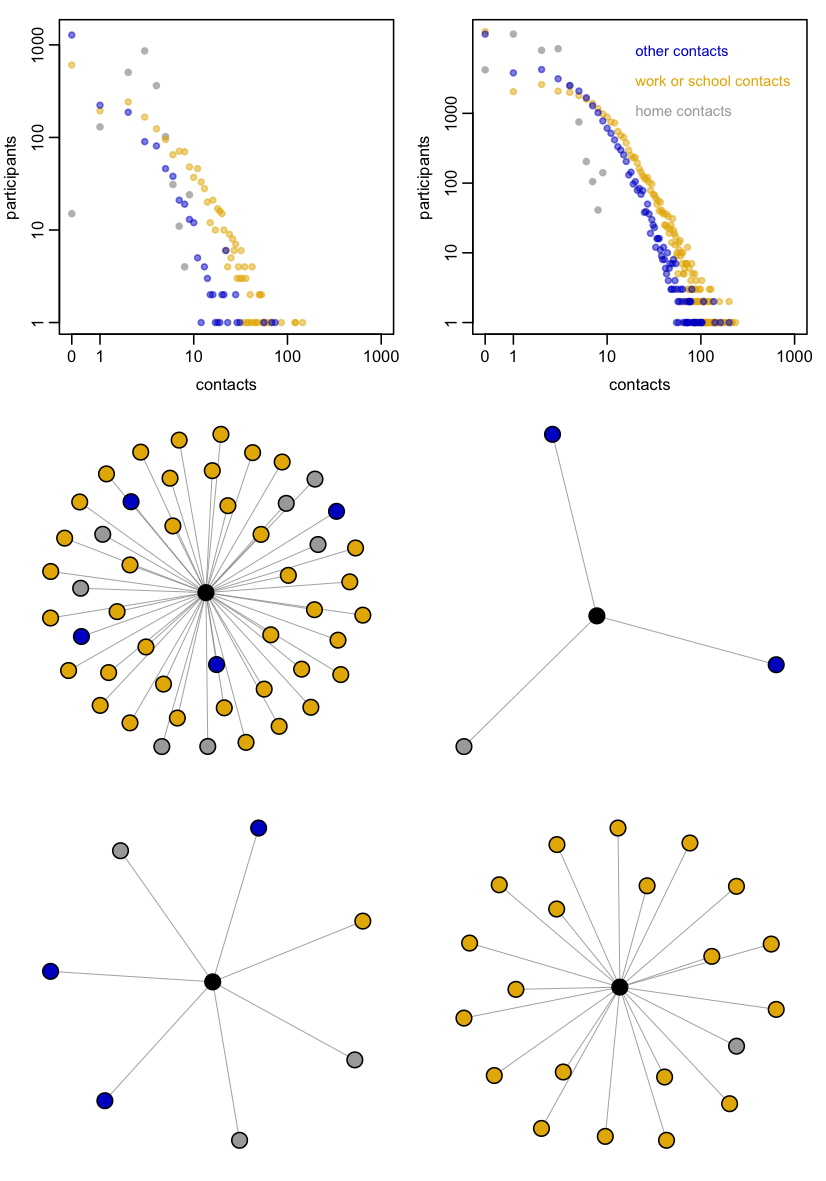 participants
1000
100
10
1
0 1 10 100 1000
contacts
participants
1000
100
10
1
other contacts
work or school contacts
home contacts
0 1 10 100 1000
contacts